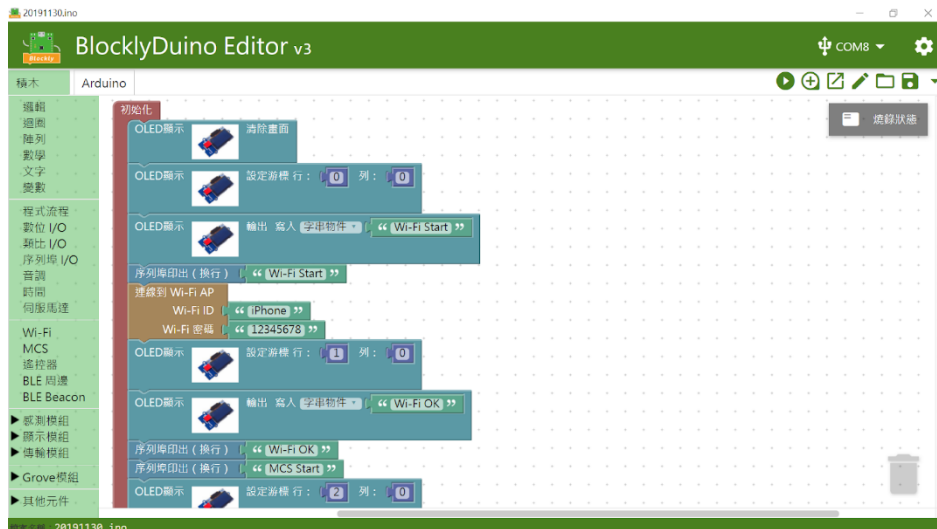 20191130.ino
Blockly
BlocklyDuino Editor v3
COM8
積木 Arduino
燒錄狀態
邏輯
迴圈
陣列
數學
文字
變數
程式流程
數位 I/O
類比 I/O
序列埠 I/O
音調
時間
伺服馬達
Wi-Fi
MCS
遙控器
BLE 周邊
BLE Beacon
感測模組
顯示模組
傳輸模組
Grove模組
其他元件
初始化
OLED顯示 清除畫面
OLED顯示 設定游標 行： 0 列： 0
OLED顯示 輸出 寫入 字串物件 “ Wi-Fi Start ”
序列埠印出（換行） “ Wi-Fi Start ”
連線到 Wi-Fi AP
Wi-Fi ID “ iPhone ”
Wi-Fi 密碼 “ 12345678 ”
OLED顯示 設定游標 行： 1 列： 0
OLED顯示 輸出 寫入 字串物件 “ Wi-Fi OK ”
序列埠印出（換行） “ Wi-Fi OK ”
序列埠印出（換行） “ MCS Start ”
OLED顯示 設定游標 行： 2 列： 0
20191130.ino